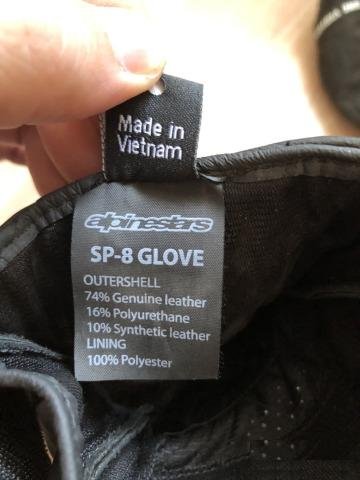 Made in
Vietnam
alpinestars
SP-8 GLOVE
OUTERSHELL
74% Genuine leather
16% Polyurethane
10% Synthetic leather
LINING
100% Polyester